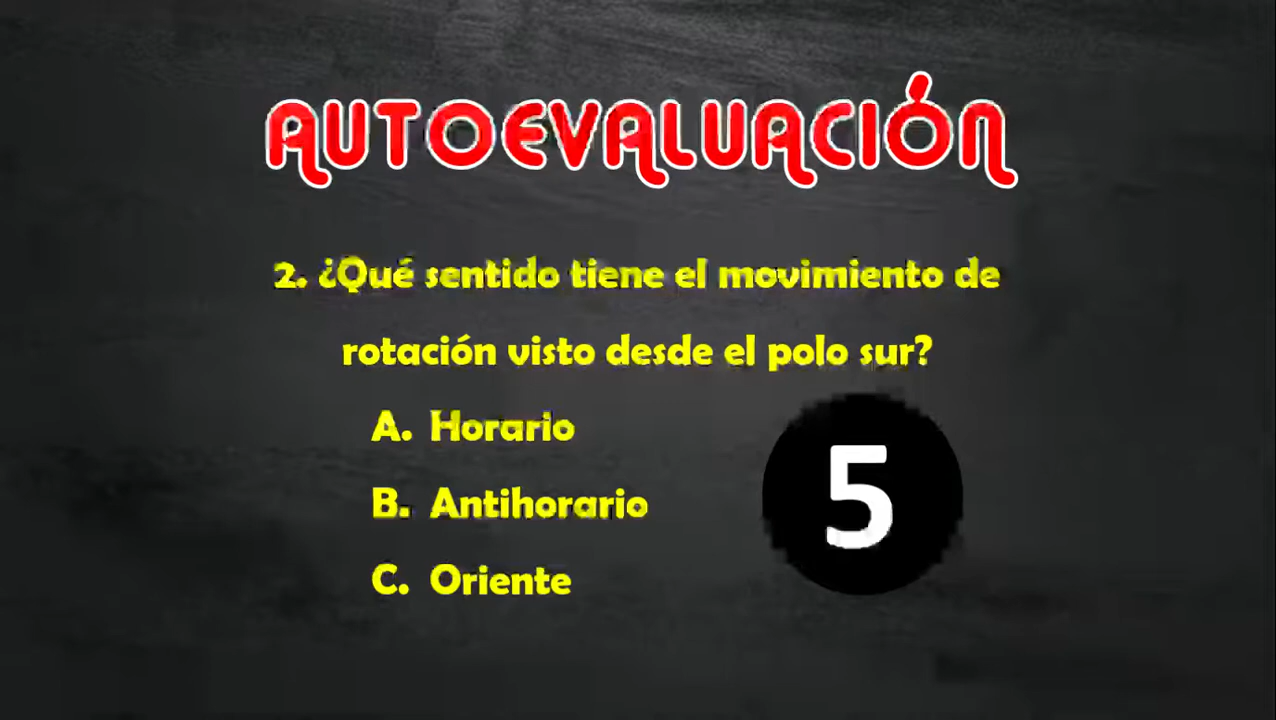 AUTOEVALUACIÓN
2. ¿Qué sentido tiene el movimiento de
rotación visto desde el polo sur?
A. Horario
B. Antihorario
5
C. Oriente